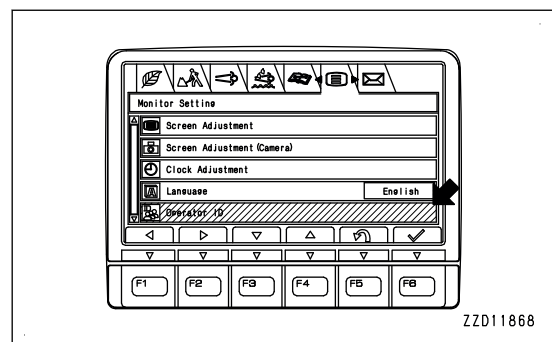 Monitor Setting
Screen Adjustment
Screen Adjustment (Camera)
Clock Adjustment
A Language English
Operator ID
F1 F2 F3 F4 F5 F6
ZZD11868